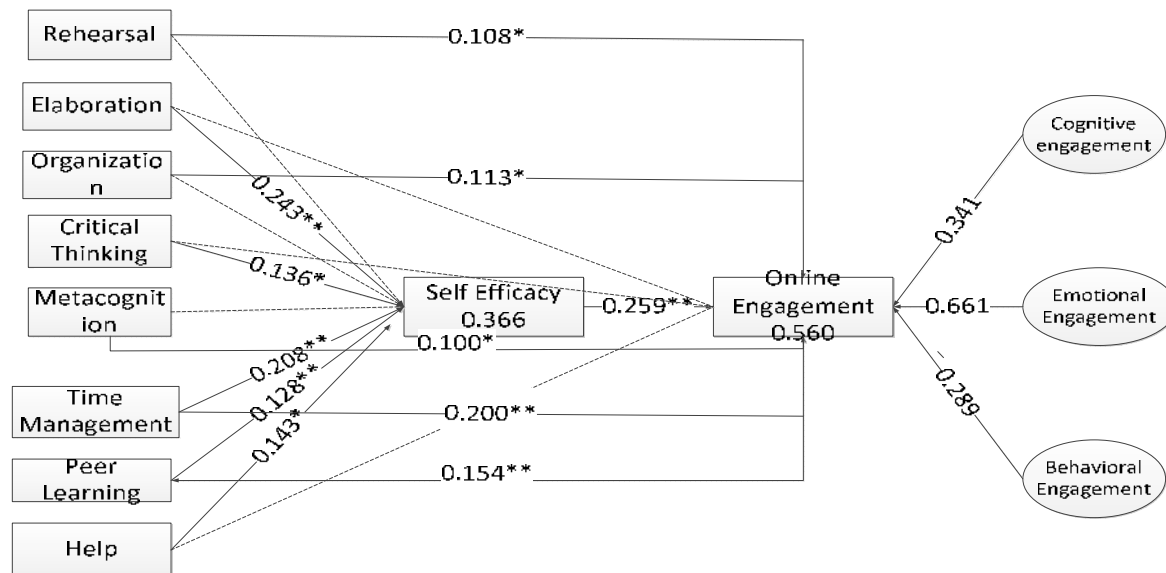 Rehearsal
0.108*
Elaboration
Organizatio
n
0.113*
0.243**
Critical
Thinking
0.136*
Metacognit
ion
Self Efficacy
0.366
0.259**
Online
Engagement
0.560
0.100*
Cognitive
engagement
0.341
Emotional
Engagement
0.661
Behavioral
Engagement
0.289
Time
Management
0.208**
0.200**
Peer
Learning
0.128**
0.154**
Help
0.143*